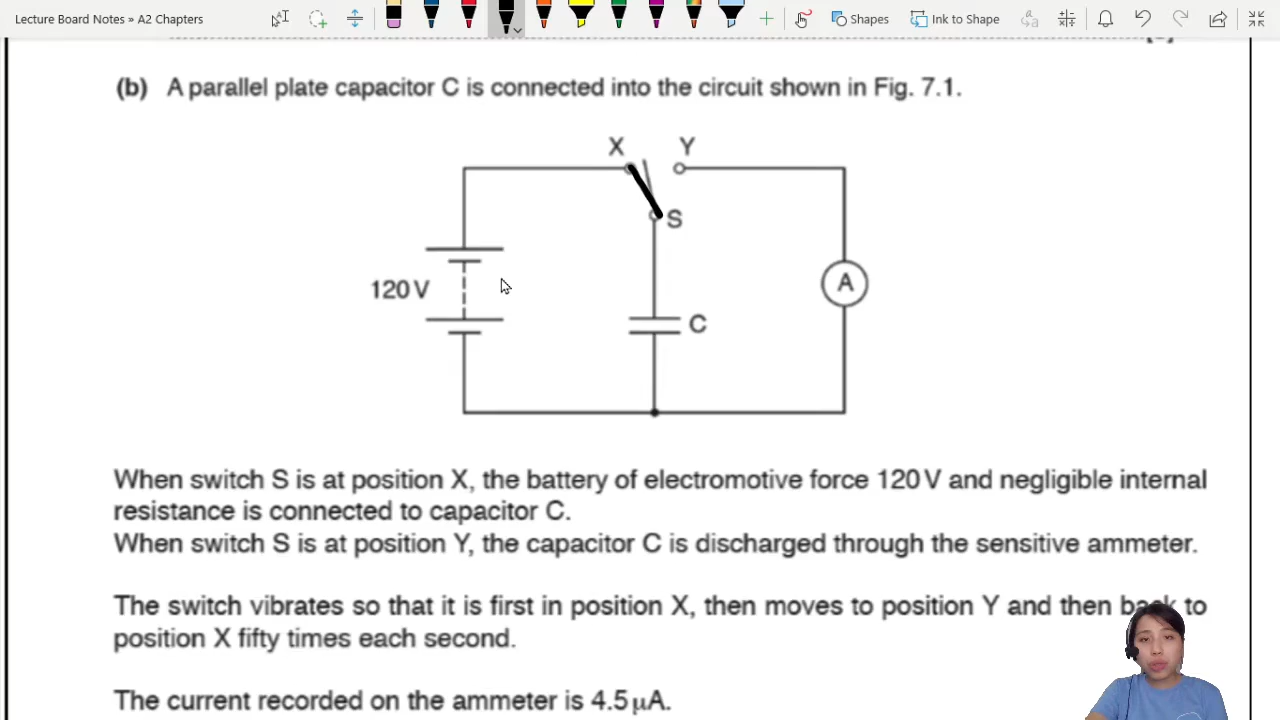 Lecture Board Notes » A2 Chapters
Shapes
Ink to Shape
(b) A parallel plate capacitor C is connected into the circuit shown in Fig. 7.1.
X
Y
S
120 V
C
A
When switch S is at position X, the battery of electromotive force 120 V and negligible internal
resistance is connected to capacitor C.
When switch S is at position Y, the capacitor C is discharged through the sensitive ammeter.
The switch vibrates so that it is first in position X, then moves to position Y and then back to
position X fifty times each second.
The current recorded on the ammeter is 4.5 μA.